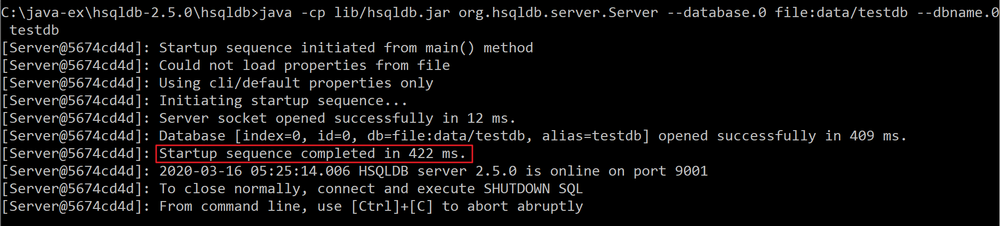 C:\java-ex\hsqldb-2.5.0\hsqldb>java -cp lib/hsqldb.jar org.hsqldb.server.Server --database.0 file:data/testdb --dbname.0
 testdb
[Server@5674cd4d]: Startup sequence initiated from main() method
[Server@5674cd4d]: Could not load properties from file
[Server@5674cd4d]: Using cli/default properties only
[Server@5674cd4d]: Initiating startup sequence...
[Server@5674cd4d]: Server socket opened successfully in 12 ms.
[Server@5674cd4d]: Database [index=0, id=0, db=file:data/testdb, alias=testdb] opened successfully in 409 ms.
[Server@5674cd4d]: Startup sequence completed in 422 ms.
[Server@5674cd4d]: 2020-03-16 05:25:14.006 HSQLDB server 2.5.0 is online on port 9001
[Server@5674cd4d]: To close normally, connect and execute SHUTDOWN SQL
[Server@5674cd4d]: From command line, use [Ctrl]+[C] to abort abruptly